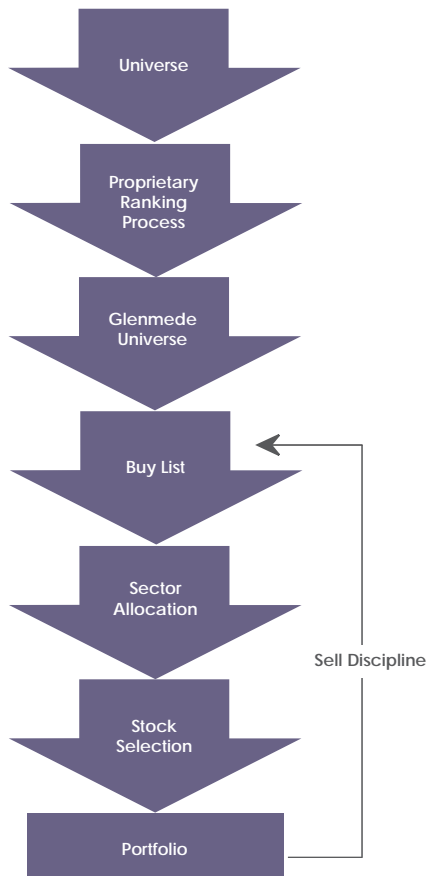 Universe
Proprietary
Ranking
Process
Glenmede
Universe
Buy List
Sector
Allocation
Sell Discipline
Stock
Selection
Portfolio